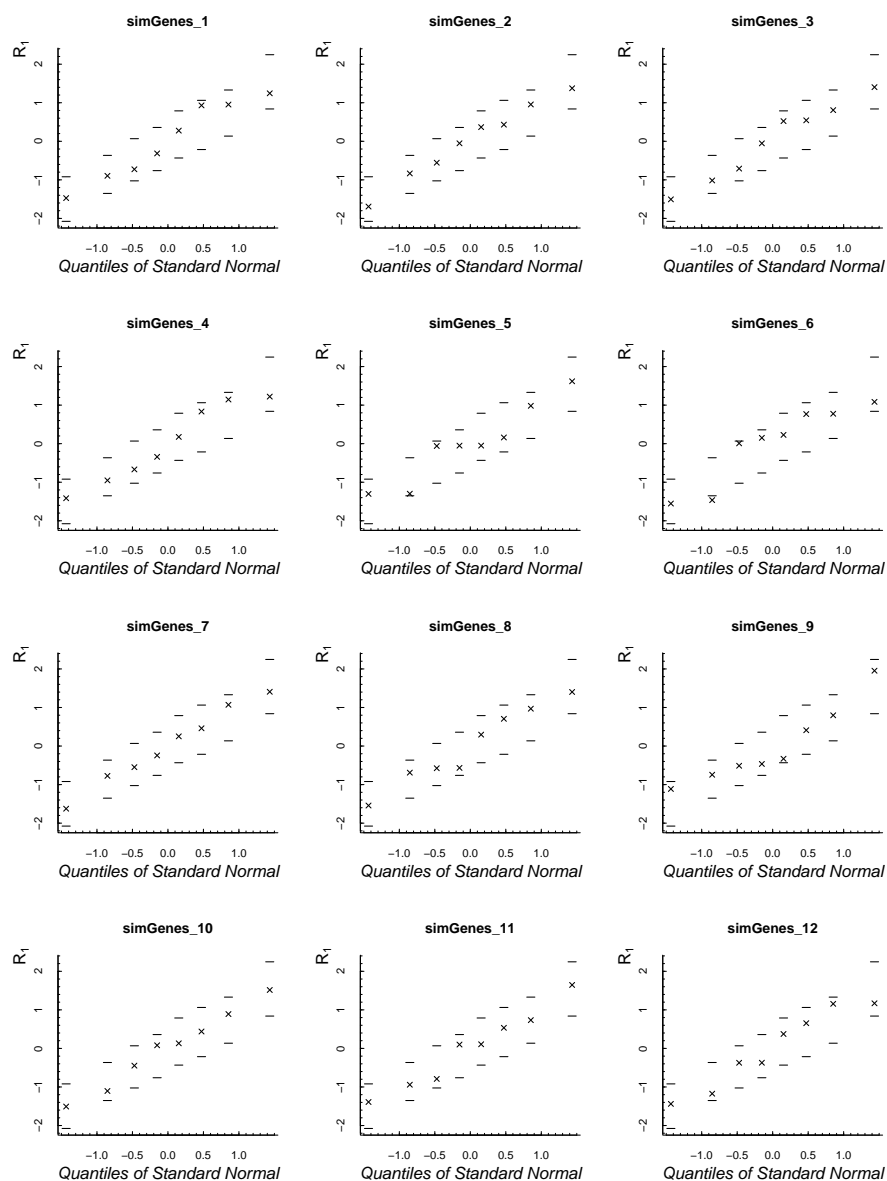 simGenes_1
simGenes_2
simGenes_3
R1
R1
R1
2
1
0
−1
−2
2
1
0
−1
−2
2
1
0
−1
−2
−1.0 −0.5 0.0 0.5 1.0
−1.0 −0.5 0.0 0.5 1.0
−1.0 −0.5 0.0 0.5 1.0
Quantiles of Standard Normal
Quantiles of Standard Normal
Quantiles of Standard Normal
simGenes_4
simGenes_5
simGenes_6
R1
R1
R1
2
1
0
−1
−2
2
1
0
−1
−2
2
1
0
−1
−2
−1.0 −0.5 0.0 0.5 1.0
−1.0 −0.5 0.0 0.5 1.0
−1.0 −0.5 0.0 0.5 1.0
Quantiles of Standard Normal
Quantiles of Standard Normal
Quantiles of Standard Normal
simGenes_7
simGenes_8
simGenes_9
R1
R1
R1
2
1
0
−1
−2
2
1
0
−1
−2
2
1
0
−1
−2
−1.0 −0.5 0.0 0.5 1.0
−1.0 −0.5 0.0 0.5 1.0
−1.0 −0.5 0.0 0.5 1.0
Quantiles of Standard Normal
Quantiles of Standard Normal
Quantiles of Standard Normal
simGenes_10
simGenes_11
simGenes_12
R1
R1
R1
2
1
0
−1
−2
2
1
0
−1
−2
2
1
0
−1
−2
−1.0 −0.5 0.0 0.5 1.0
−1.0 −0.5 0.0 0.5 1.0
−1.0 −0.5 0.0 0.5 1.0
Quantiles of Standard Normal
Quantiles of Standard Normal
Quantiles of Standard Normal